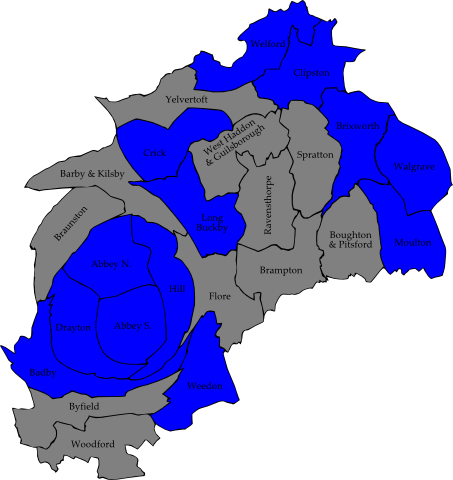 Welford
Clipston
Yelvertoft
Brixworth
West Haddon
& Guilsborough
Crick
Spratton
Walgrave
Barby & Kilsby
Ravensthorpe
Braunston
Long
Buckby
Boughton
& Pitsford
Moulton
Abbey N.
Brampton
Hill
Flore
Drayton
Abbey S.
Badby
Weedon
Byfield
Woodford